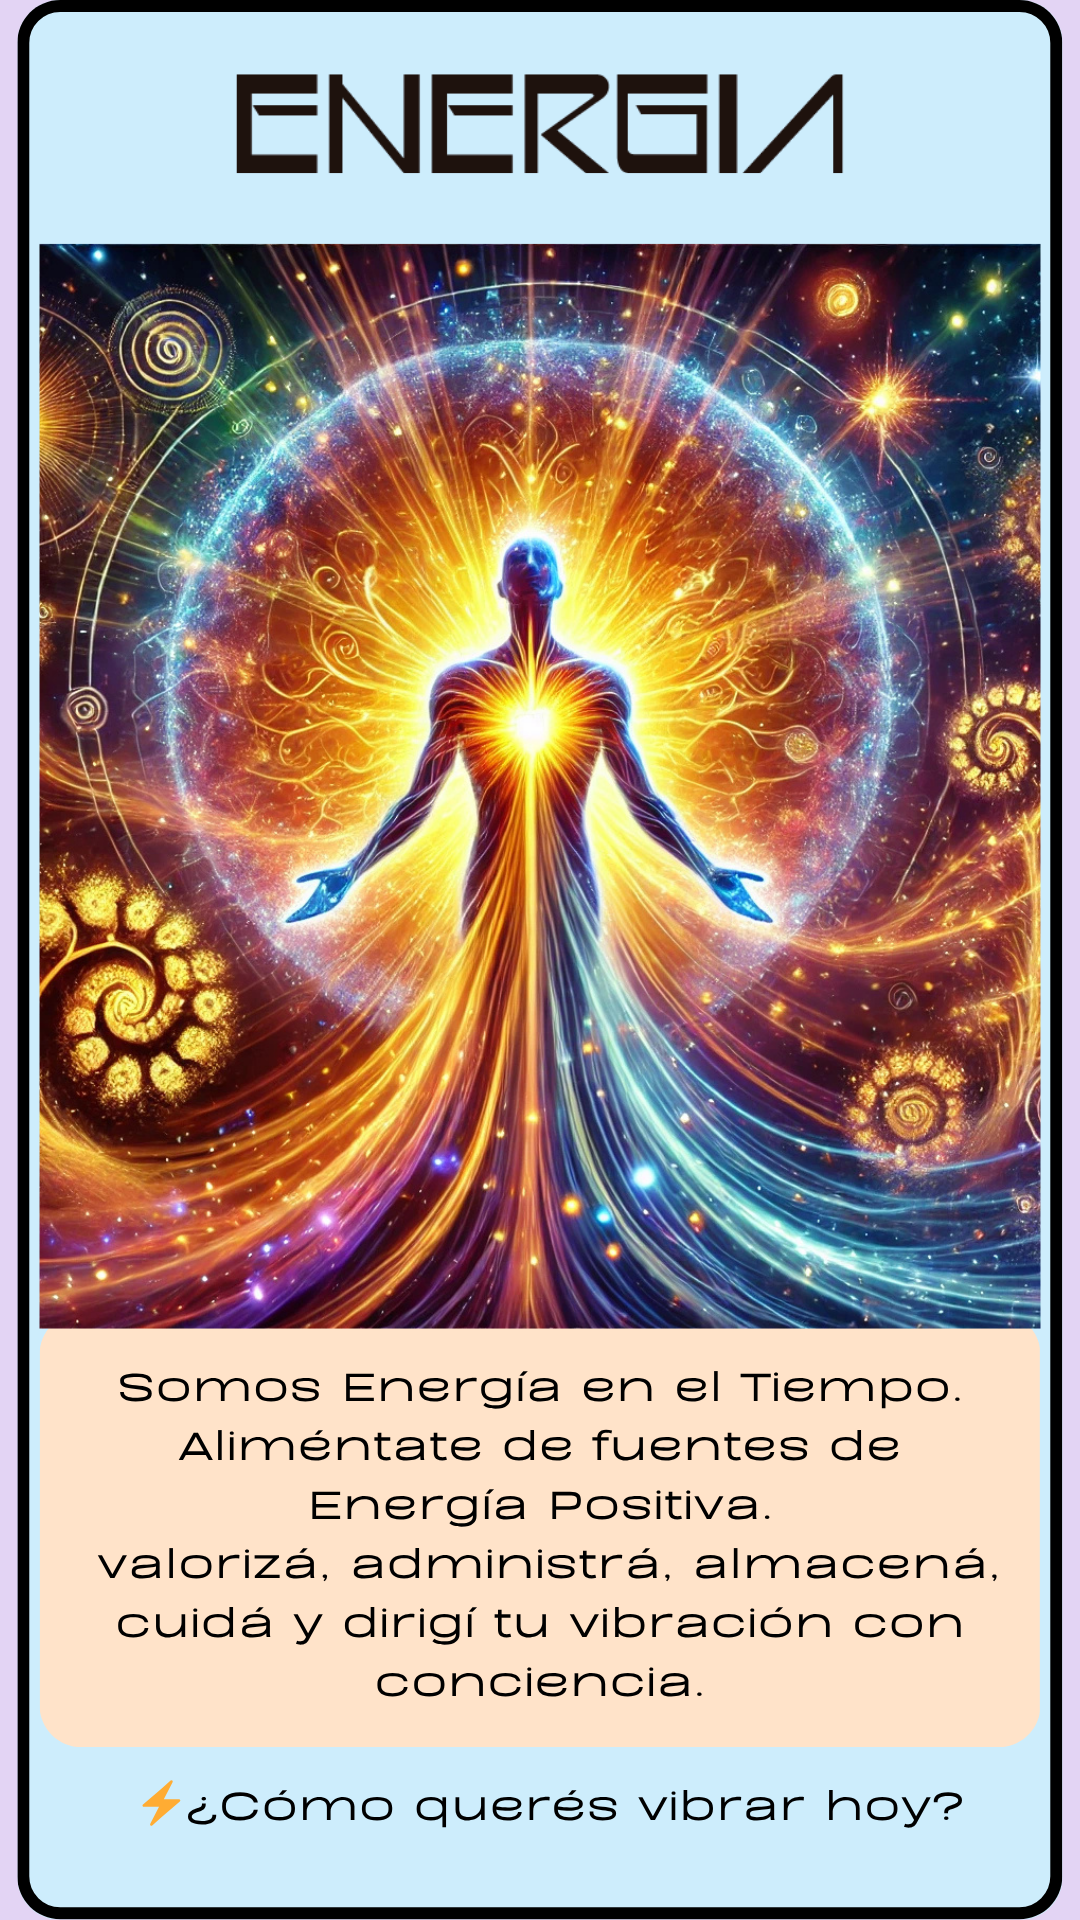 ENERGIA
Somos Energía en el Tiempo.
Aliméntate de fuentes de
Energía Positiva.
valorizá, administrá, almacená,
cuidá y dirigí tu vibración con
conciencia.
⚡¿Cómo querés vibrar hoy?